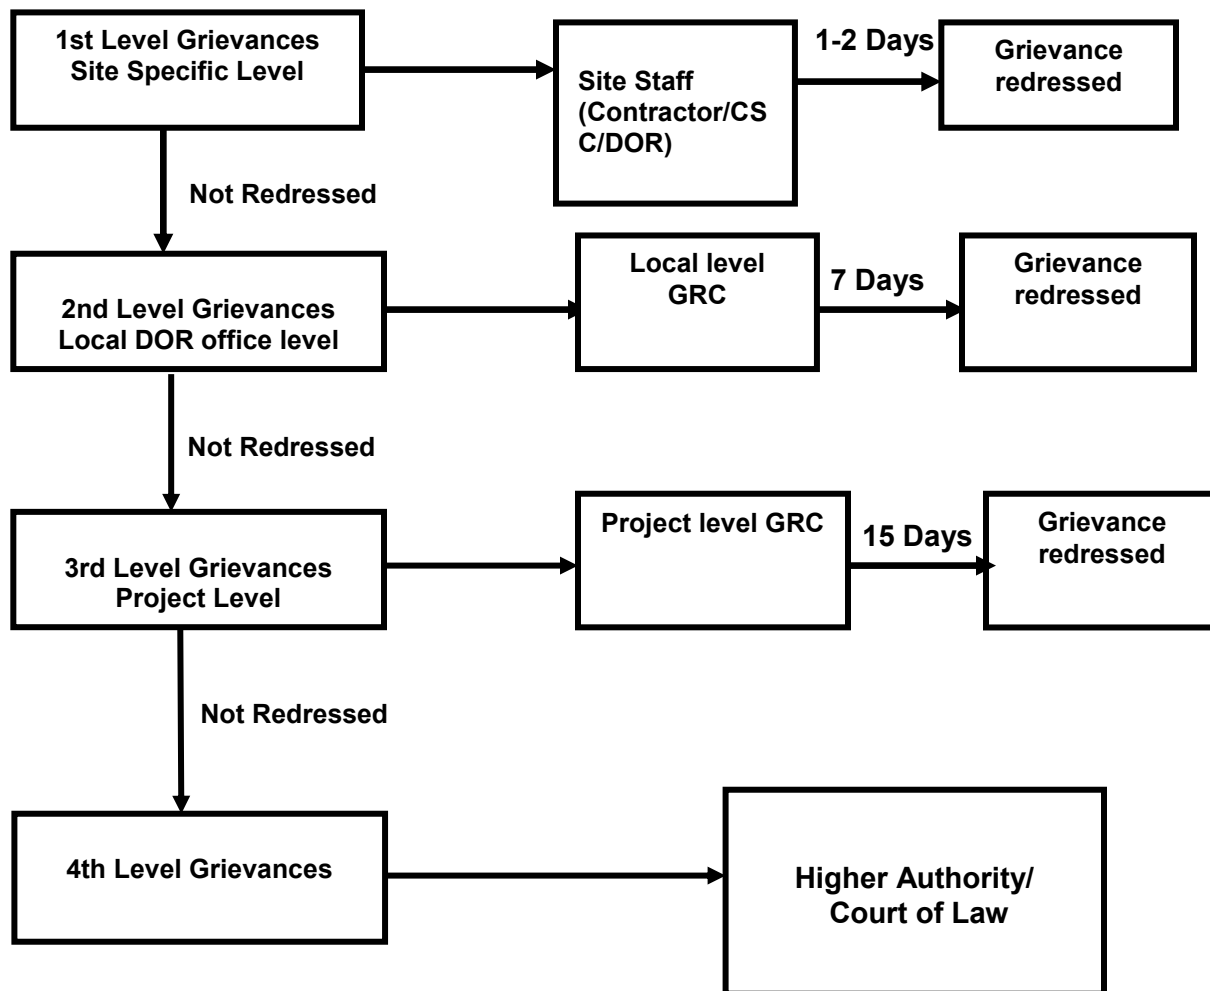 1st Level Grievances
Site Specific Level
Site Staff
(Contractor/CS
C/DOR)
1-2 Days
Grievance
redressed
Not Redressed
2nd Level Grievances
Local DOR office level
Local level
GRC
7 Days
Grievance
redressed
Not Redressed
3rd Level Grievances
Project Level
Project level GRC
15 Days
Grievance
redressed
Not Redressed
4th Level Grievances
Higher Authority/
Court of Law